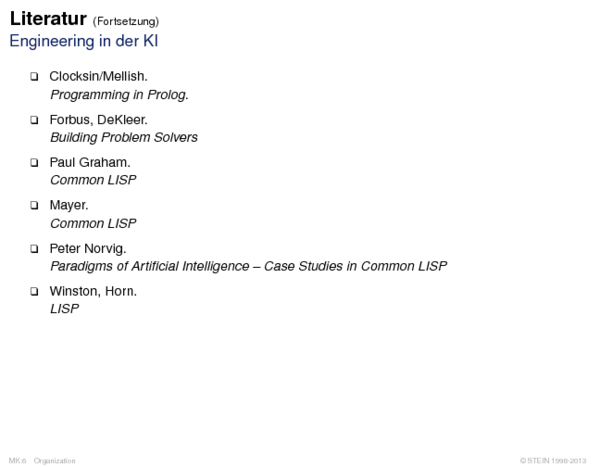 Literatur (Fortsetzung)
Engineering in der KI
❑ Clocksin/Mellish.
Programming in Prolog.
❑ Forbus, DeKleer.
Building Problem Solvers
❑ Paul Graham.
Common LISP
❑ Mayer.
Common LISP
❑ Peter Norvig.
Paradigms of Artificial Intelligence – Case Studies in Common LISP
❑ Winston, Horn.
LISP
MK:6 Organization
© STEIN 1998-2013